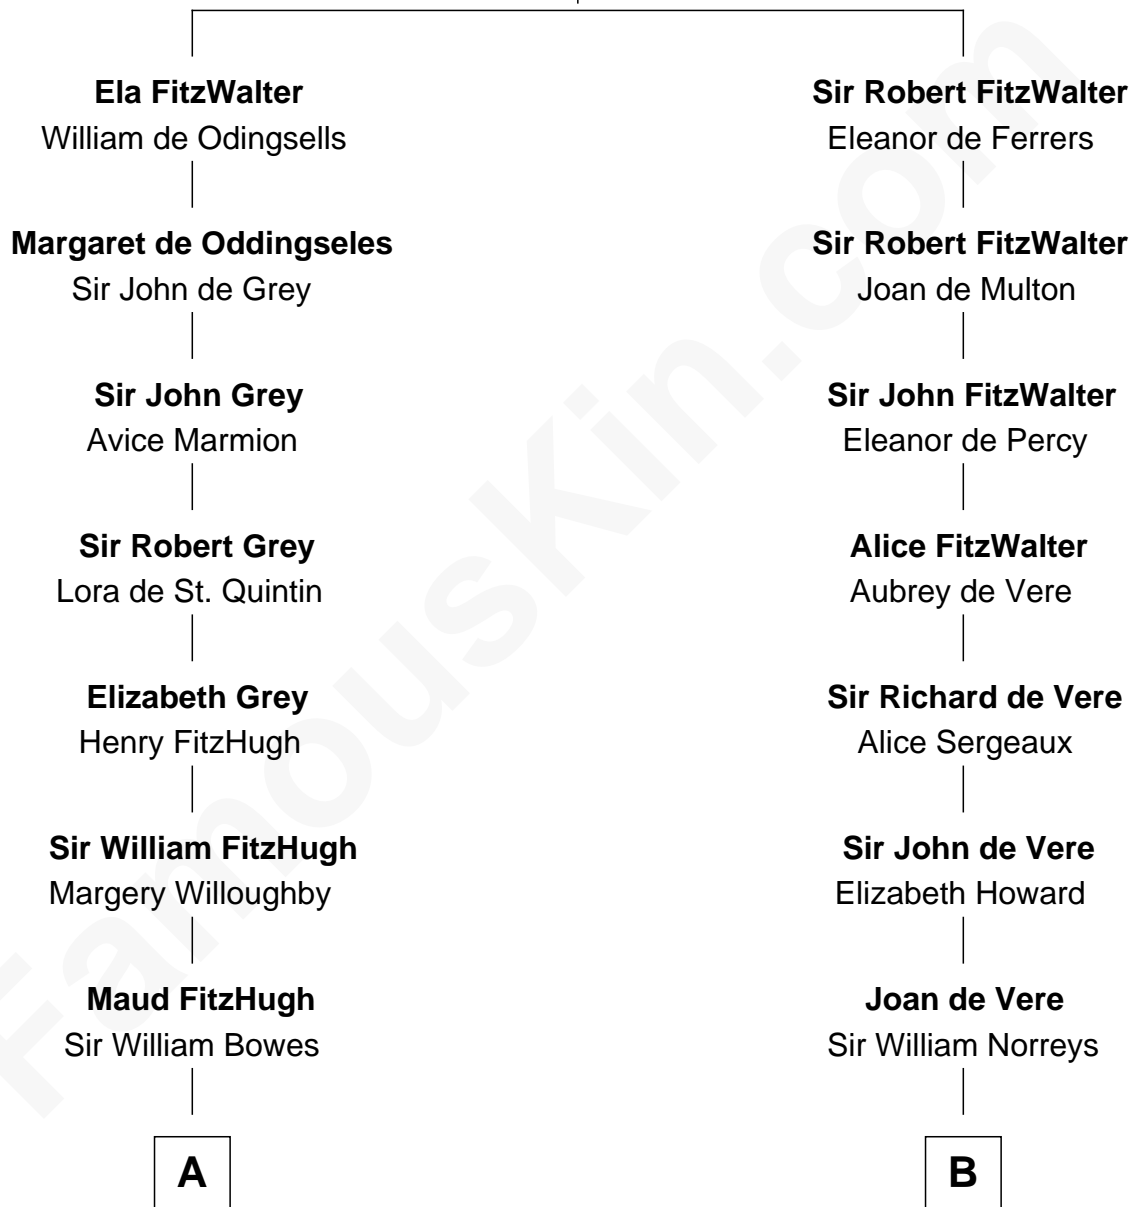 Ela FitzWalter
William de Odingsells
Margaret de Oddingseles
Sir John de Grey
Sir John Grey
Avice Marmion
Sir Robert Grey
Lora de St. Quintin
Elizabeth Grey
Henry FitzHugh
Sir William FitzHugh
Margery Willoughby
Maud FitzHugh
Sir William Bowes
A
Sir Robert FitzWalter
Eleanor de Ferrers
Sir Robert FitzWalter
Joan de Multon
Sir John FitzWalter
Eleanor de Percy
Alice FitzWalter
Aubrey de Vere
Sir Richard de Vere
Alice Sergeaux
Sir John de Vere
Elizabeth Howard
Joan de Vere
Sir William Norreys
B
FamousKin.com